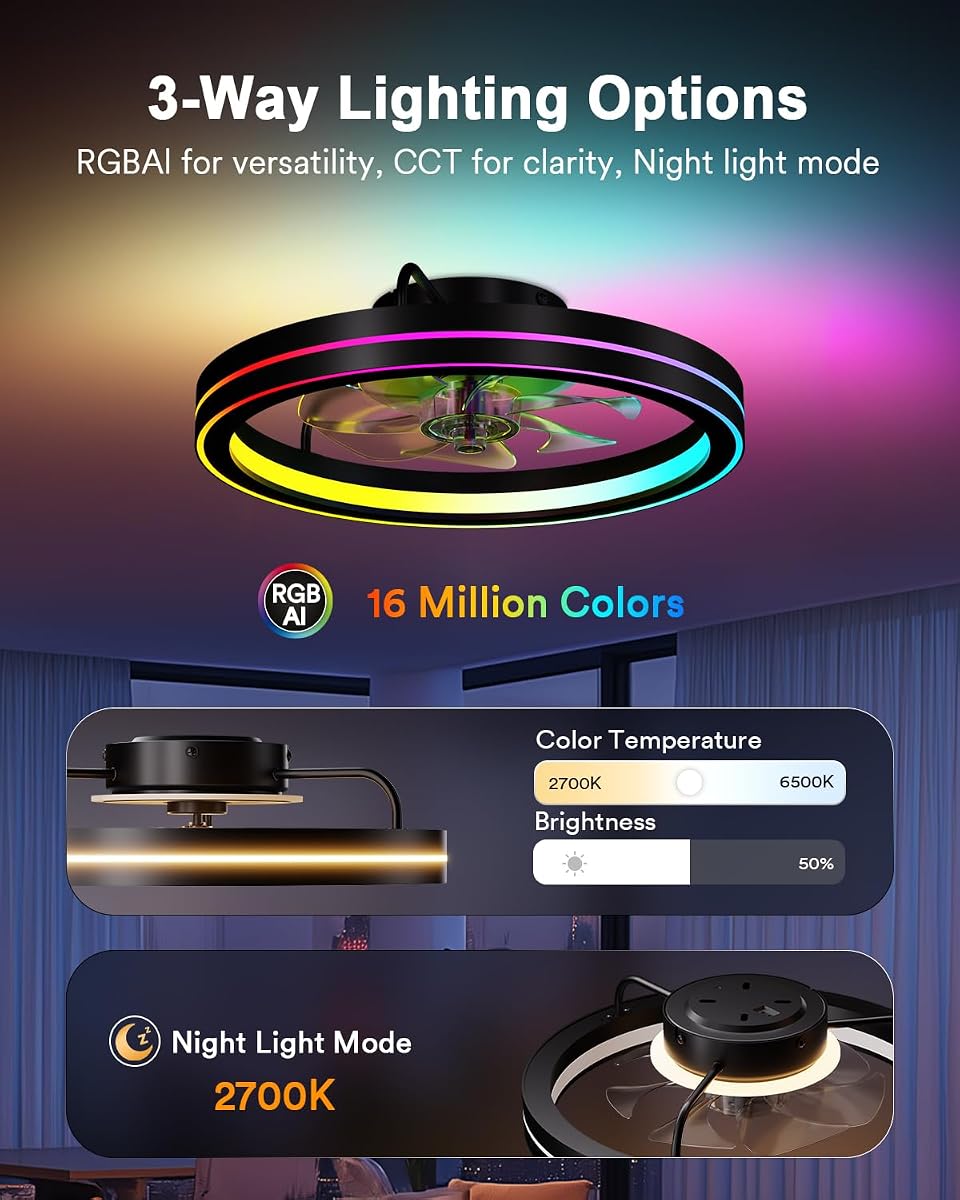 3-Way Lighting Options
RGBAI for versatility, CCT for clarity, Night light mode
RGB
AI
16 Million Colors
Color Temperature
2700K
6500K
Brightness
50%
Night Light Mode
2700K